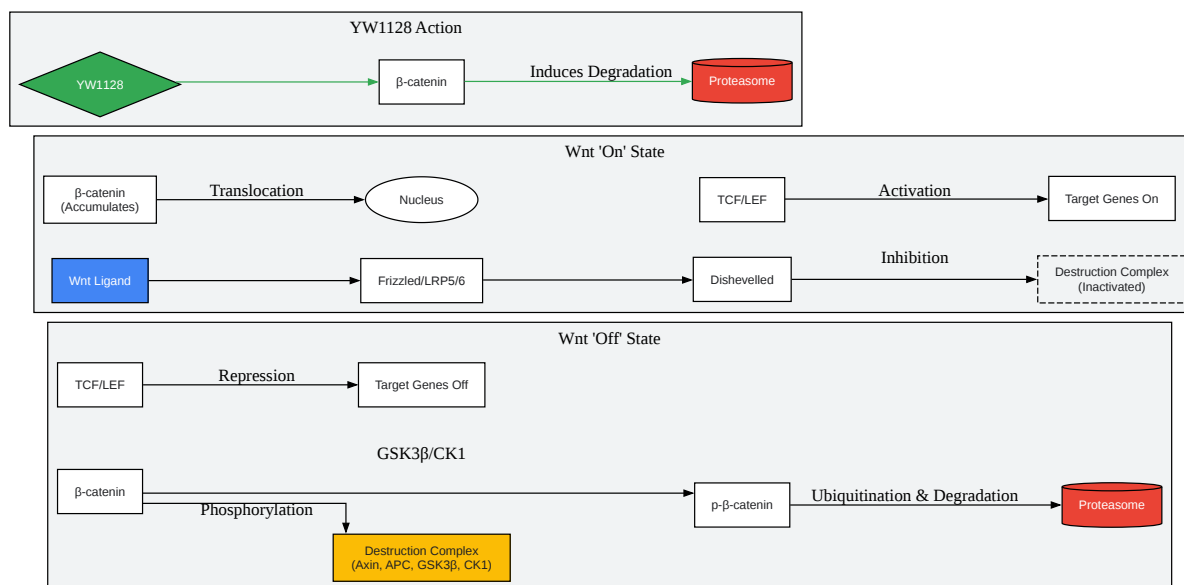 YW1128 Action
YW1128
β-catenin
Induces Degradation
Proteasome
Wnt 'On' State
β-catenin
(Accumulates)
Translocation
Nucleus
TCF/LEF
Activation
Target Genes On
Wnt Ligand
Frizzled/LRP5/6
Dishevelled
Inhibition
Destruction Complex
(Inactivated)
Wnt 'Off' State
TCF/LEF
Repression
Target Genes Off
GSK3β/CK1
β-catenin
Phosphorylation
p-β-catenin
Ubiquitination & Degradation
Proteasome
Destruction Complex
(Axin, APC, GSK3β, CK1)